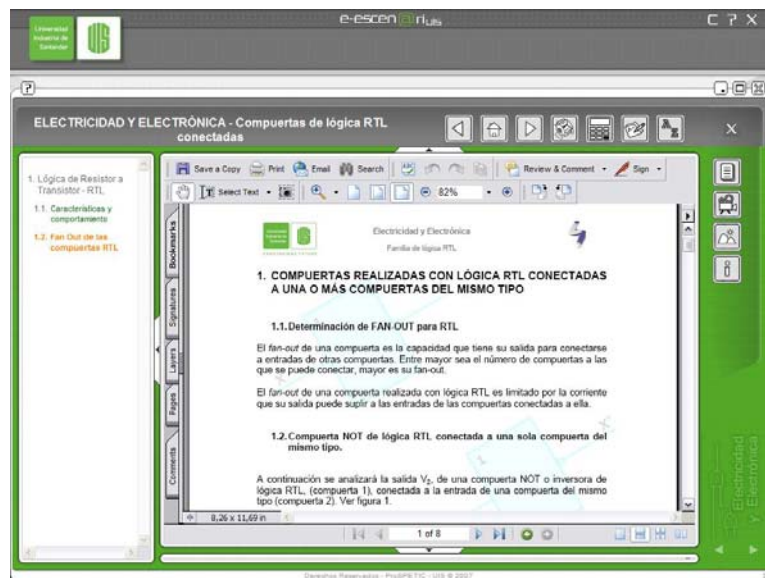 Universidad
Industrial de
Santander
UIS
e-escen@riUIS
C ? X
?
ELECTRICIDAD Y ELECTRÓNICA - Compuertas de lógica RTL
conectadas
X
1. Lógica de Resistor a
Transistor - RTL
1.1. Características y
comportamiento
1.2. Fan Out de las
compuertas RTL
Save a Copy Print Email Search Review & Comment Sign
Select Text 82%
Bookmarks
Signatures
Layers
Pages
Comments
Electricidad y Electrónica
Familia de lógica RTL
1. COMPUERTAS REALIZADAS CON LÓGICA RTL CONECTADAS
A UNA O MÁS COMPUERTAS DEL MISMO TIPO
1.1. Determinación de FAN-OUT para RTL
El fan-out de una compuerta es la capacidad que tiene su salida para conectarse
a entradas de otras compuertas. Entre mayor sea el número de compuertas a las
que se puede conectar, mayor es su fan-out.
El fan-out de una compuerta realizada con lógica RTL es limitado por la corriente
que su salida puede suplir a las entradas de las compuertas conectadas a ella.
1.2. Compuerta NOT de lógica RTL conectada a una sola compuerta del
mismo tipo.
A continuación se analizará la salida V₂, de una compuerta NOT o inversora de
lógica RTL, (compuerta 1), conectada a la entrada de una compuerta del mismo
tipo (compuerta 2). Ver figura 1.
8,26 x 11,69 in
1 of 8
Electricidad
y Electrónica
Derechos Reservados - ProSPETIC - UIS © 2007